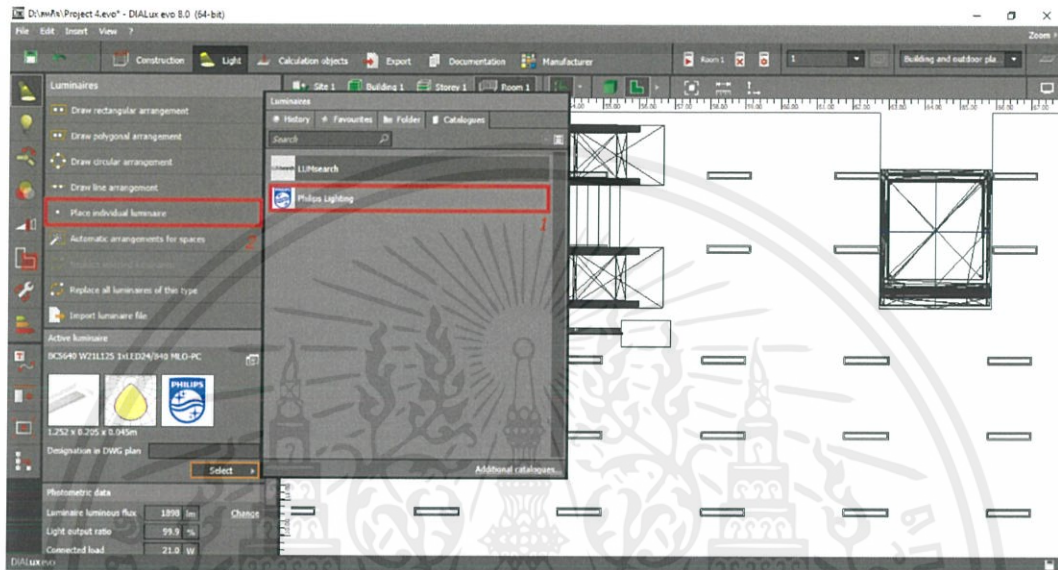 D:\เทสสิส\Project 4.evo* - DIALux evo 8.0 (64-bit)
File Edit Insert View ?
Zoom
Construction Light Calculation objects Export Documentation Manufacturer Room 1 1 Building and outdoor pla...
Luminaires Site 1 Building 1 Storey 1 Room 1
Draw rectangular arrangement
Draw polygonal arrangement
Draw circular arrangement
Draw line arrangement
Place individual luminaire
2
Automatic arrangements for spaces
Replace all luminaires of this type
Import luminaire file
Luminaires
History Favourites Folder Catalogues
Search
LUMsearch
Philips Lighting
1
Additional catalogues...
Active luminaire
BCS640 W21L125 1xLED24/840 MLO-PC
PHILIPS
1.252 x 0.205 x 0.045m
Designation in DWG plan
Select
Photometric data
Luminaire luminous flux 1898 lm Change
Light output ratio 99.9 %
Connected load 21.0 W
DIALux evo